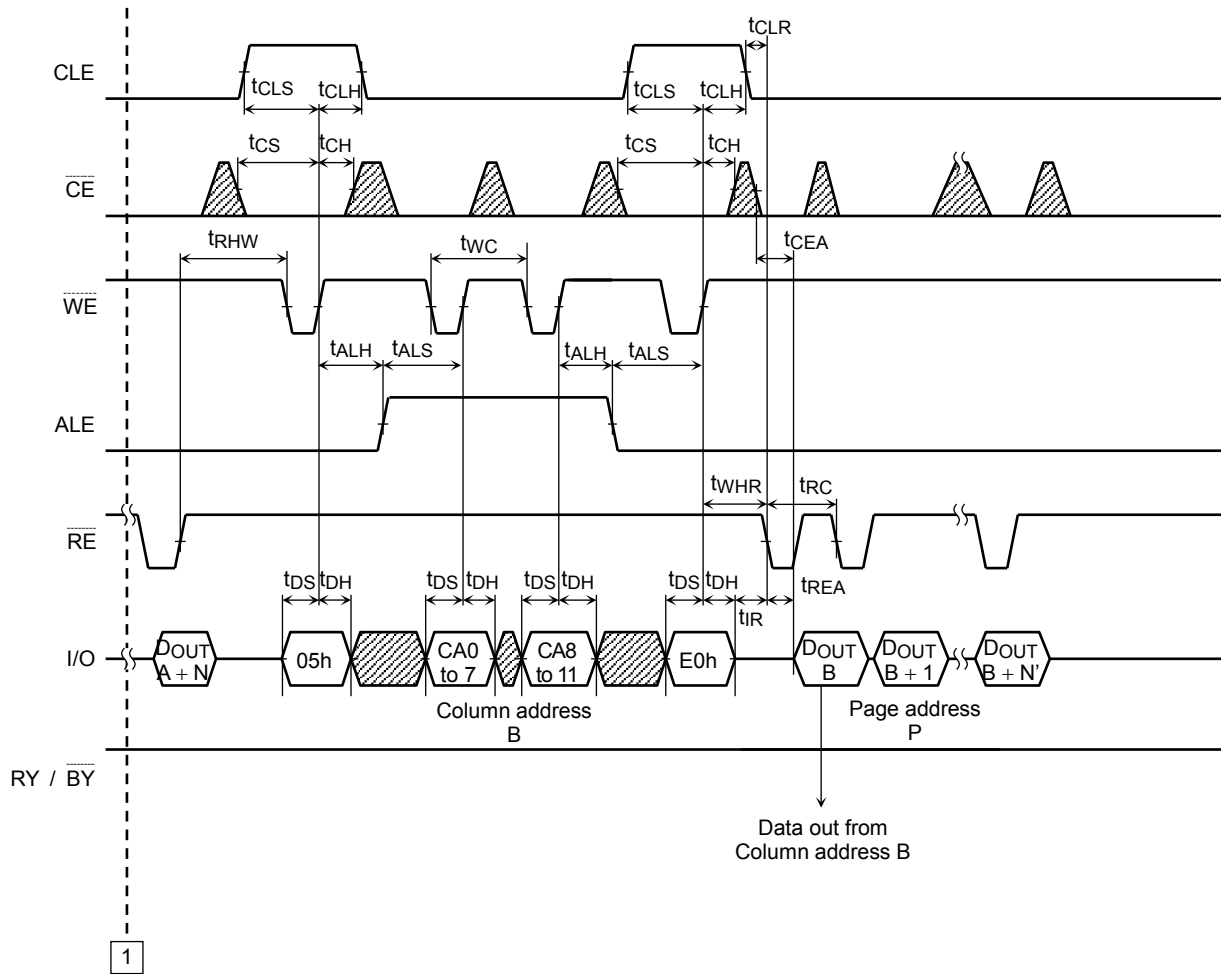 tCLR
CLE
tCLS tCLH tCLS tCLH
tCS tCH tCS tCH
CE
tCEA
tRHW tWC
WE
tALH tALS tALH tALS
ALE
tWHR tRC
RE
tDS tDH tDS tDH tDS tDH tDS tDH tREA
tIR
I/O
DOUT
A + N
05h
CA0
to 7
CA8
to 11
E0h
DOUT
B
DOUT
B + 1
DOUT
B + N’
Column address
B
Page address
P
RY / BY
Data out from
Column address B
1